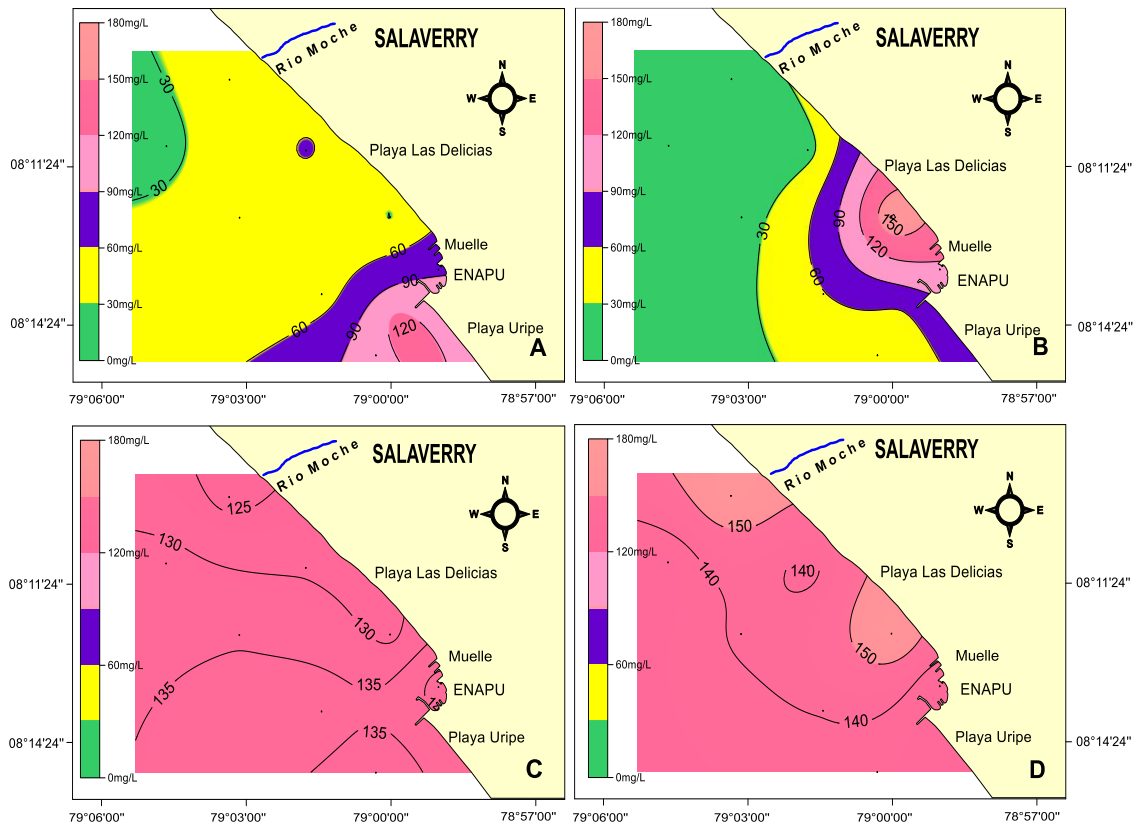 180mg/L
150mg/L
120mg/L
90mg/L
60mg/L
30mg/L
0mg/L
SALAVERRY
Rio Moche
N
W E
S
30
30
Playa Las Delicias
60
Muelle
90
ENAPU
60
90
120
Playa Uripe
A
08°11'24"
08°14'24"
79°06'00"
79°03'00"
79°00'00"
78°57'00"
180mg/L
150mg/L
120mg/L
90mg/L
60mg/L
30mg/L
0mg/L
SALAVERRY
Rio Moche
N
W E
S
Playa Las Delicias
90
150
30
120
Muelle
60
ENAPU
Playa Uripe
B
08°11'24"
08°14'24"
79°06'00"
79°03'00"
79°00'00"
78°57'00"
180mg/L
120mg/L
60mg/L
0mg/L
SALAVERRY
Rio Moche
N
W E
S
125
130
Playa Las Delicias
130
Muelle
135
135
ENAPU
135
Playa Uripe
C
08°11'24"
08°14'24"
79°06'00"
79°03'00"
79°00'00"
78°57'00"
180mg/L
120mg/L
60mg/L
0mg/L
SALAVERRY
Rio Moche
N
W E
S
150
140
140
Playa Las Delicias
150
Muelle
ENAPU
140
Playa Uripe
D
08°11'24"
08°14'24"
79°06'00"
79°03'00"
79°00'00"
78°57'00"